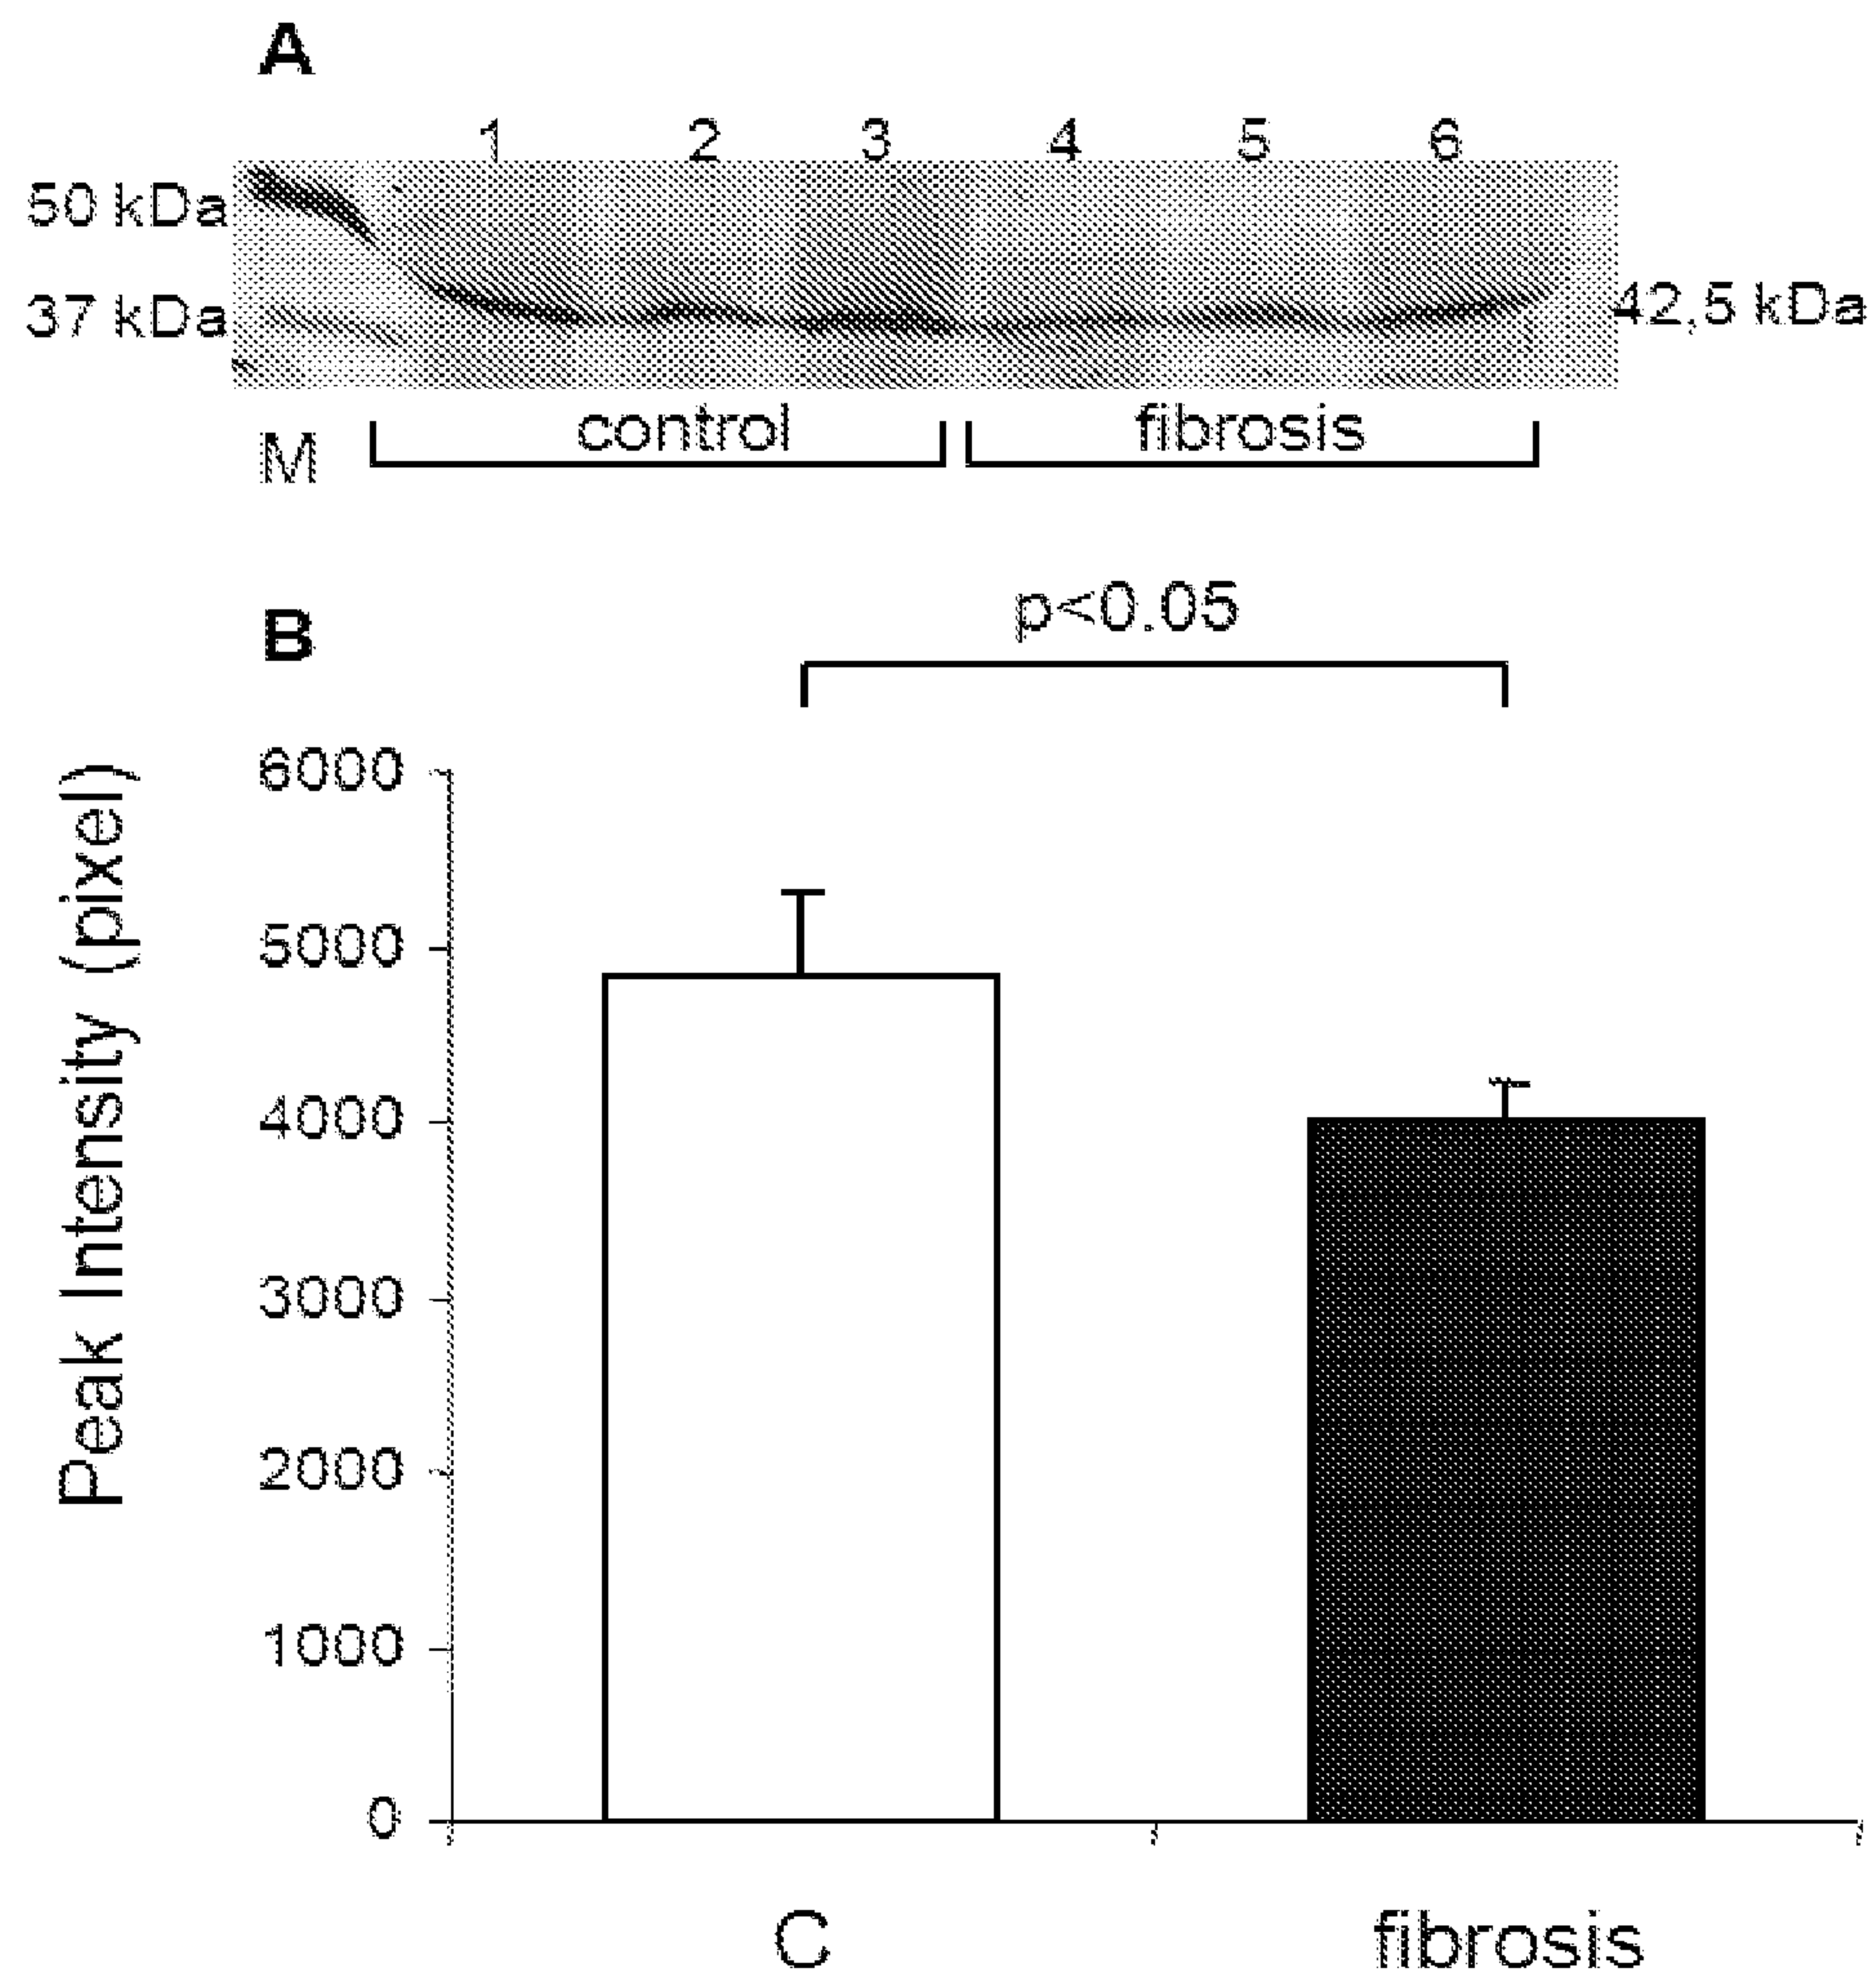 A
1 2 3 4 5 6
50 kDa
37 kDa
42,5 kDa
M
control
fibrosis
B
p<0.05
Peak Intensity (pixel)
6000
5000
4000
3000
2000
1000
0
C
fibrosis